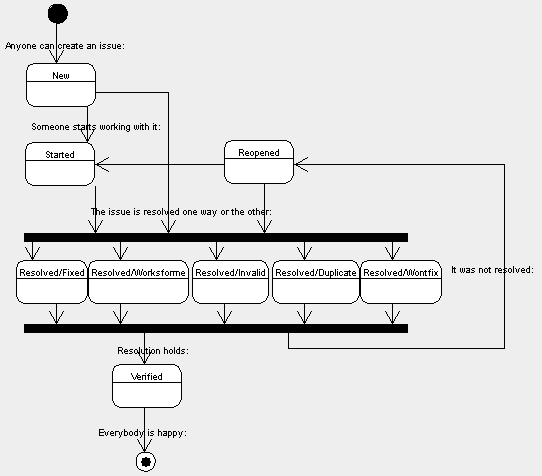 Anyone can create an issue:
New
Someone starts working with it:
Started
Reopened
The issue is resolved one way or the other:
Resolved/Fixed
Resolved/Worksforme
Resolved/Invalid
Resolved/Duplicate
Resolved/Wontfix
It was not resolved:
Resolution holds:
Verified
Everybody is happy: